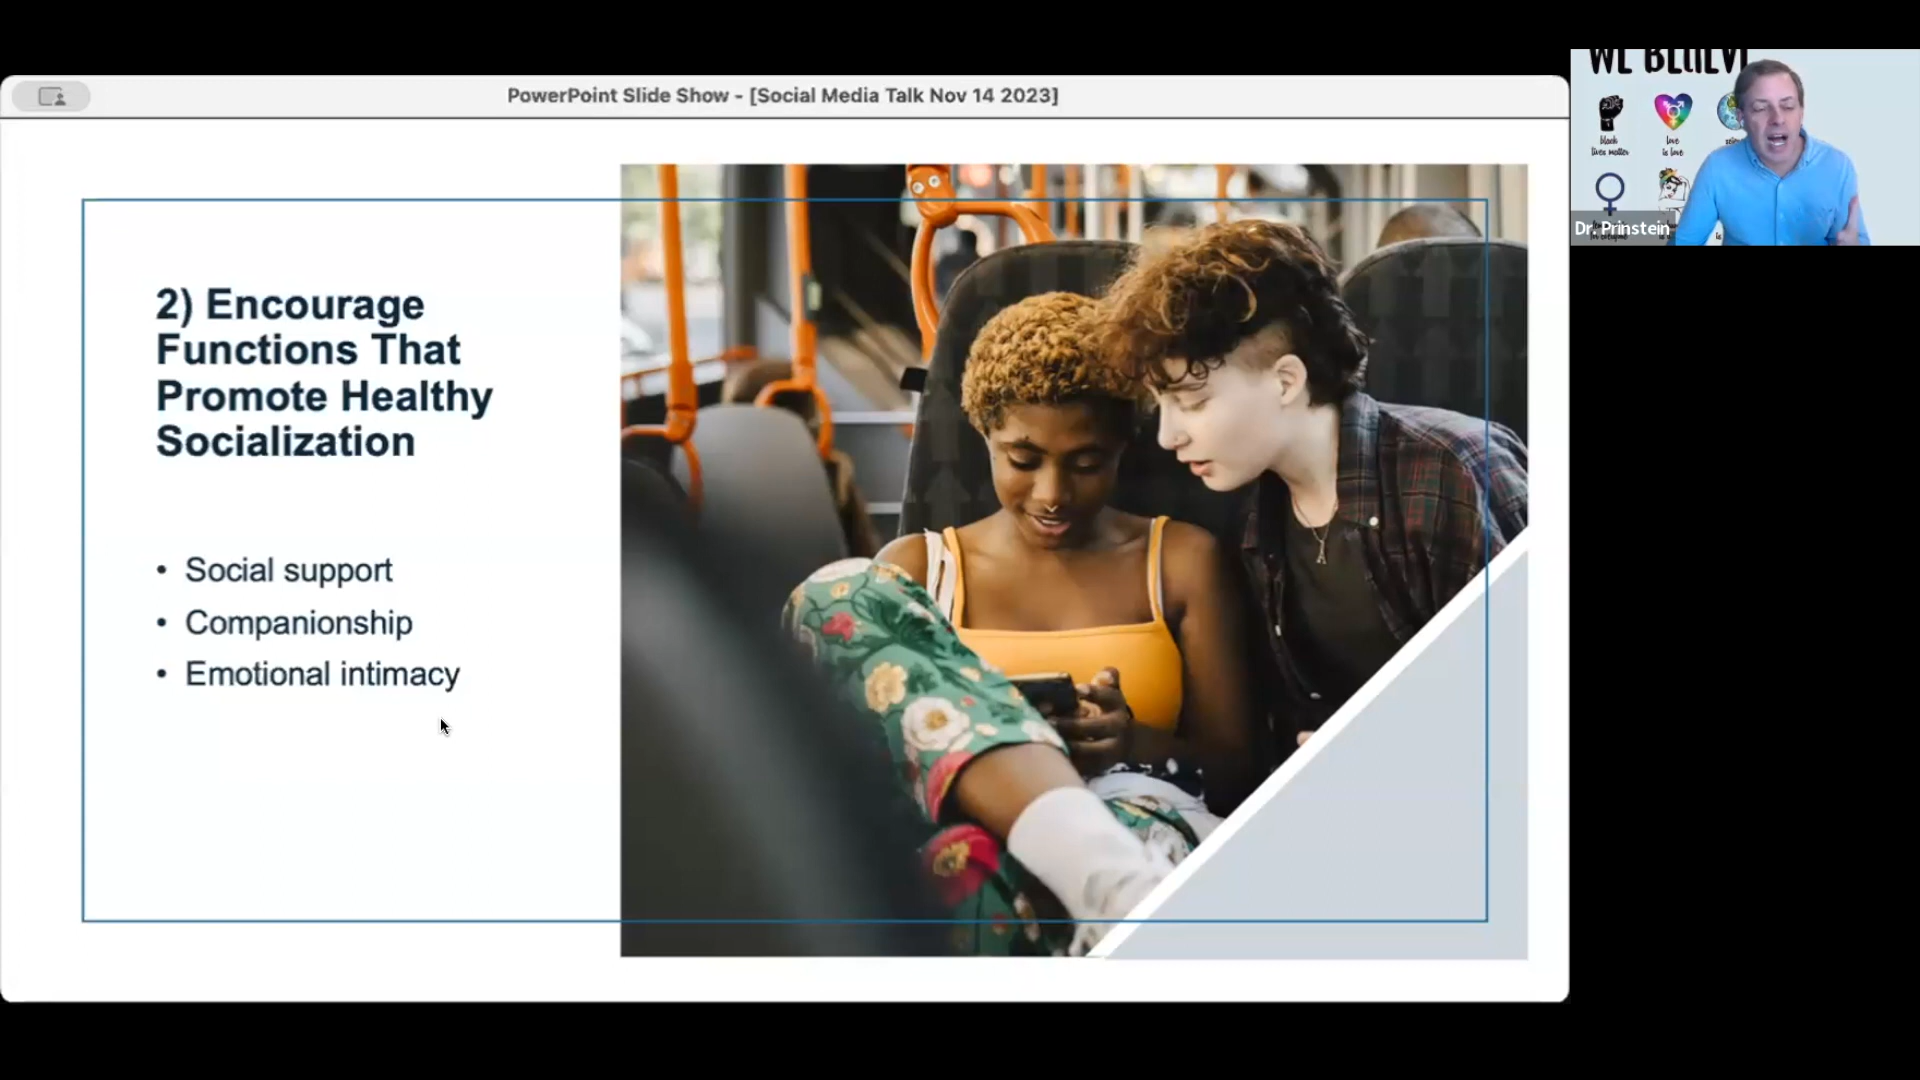 PowerPoint Slide Show - [Social Media Talk Nov 14 2023]
2) Encourage
Functions That
Promote Healthy
Socialization
• Social support
• Companionship
• Emotional intimacy
WE BELIEVE
black
lives matter
love
is love
Dr. Prinstein